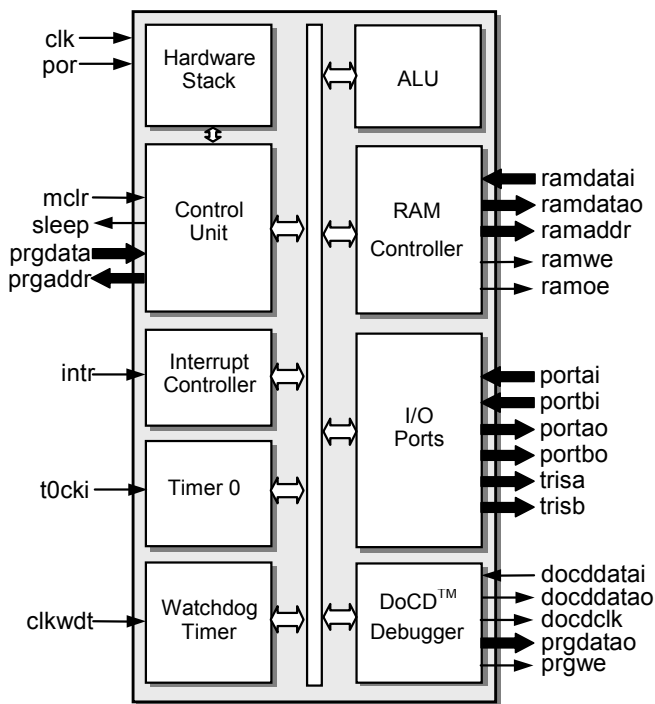 clk
por
Hardware
Stack
ALU
mclr
sleep
prgdata
prgaddr
Control
Unit
RAM
Controller
ramdatai
ramdatao
ramaddr
ramwe
ramoe
intr
Interrupt
Controller
I/O
Ports
portai
portbi
portao
portbo
trisa
trisb
t0cki
Timer 0
clkwdt
Watchdog
Timer
DoCD™
Debugger
docddatai
docddatao
docdclk
prgdatao
prgwe